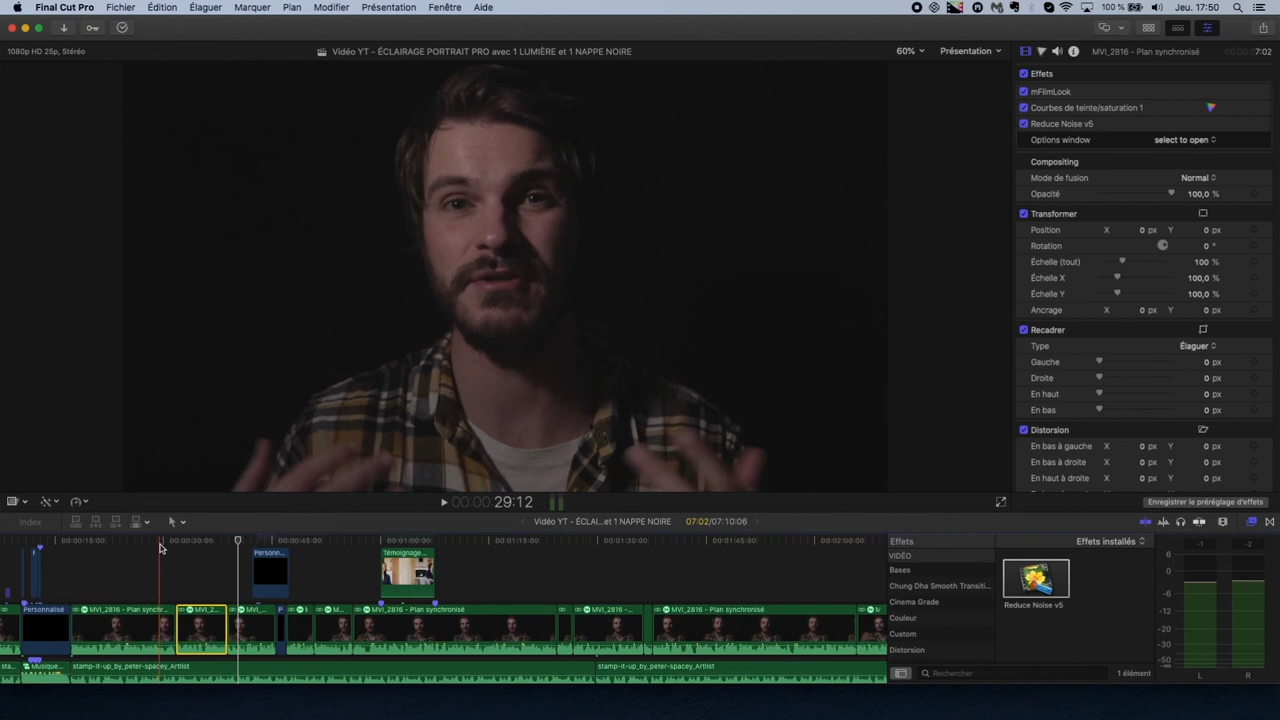 Final Cut Pro Fichier Édition Élaguer Marquer Plan Modifier Présentation Fenêtre Aide 100 % Jeu. 17:50
1080p HD 25p, Stéréo Vidéo YT - ÉCLAIRAGE PORTRAIT PRO avec 1 LUMIÈRE et 1 NAPPE NOIRE 60% Présentation MVI_2816 - Plan synchronisé 7:02
Effets
mFilmLook
Courbes de teinte/saturation 1
Reduce Noise v5
Options window select to open
Compositing
Mode de fusion Normal
Opacité 100,0 %
Transformer
Position X 0 px Y 0 px
Rotation 0 °
Échelle (tout) 100 %
Échelle X 100,0 %
Échelle Y 100,0 %
Ancrage X 0 px Y 0 px
Recadrer
Type Élaguer
Gauche 0 px
Droite 0 px
En haut 0 px
En bas 0 px
Distorsion
En bas à gauche X 0 px Y 0 px
En bas à droite X 0 px Y 0 px
00:00:29:12 Enregistrer le préréglage d'effets
Index Vidéo YT - ÉCLAI...et 1 NAPPE NOIRE 07:02/07:10:06
00:00:15:00 00:00:30:00 00:00:45:00 00:01:00:00 00:01:15:00 00:01:30:00 00:01:45:00 00:02:00:00
Effets Effets installés
VIDÉO
Bases
Chung Dha Smooth Transiti...
Cinema Grade
Couleur
Custom
Distorsion
Reduce Noise v5
Rechercher 1 élément
Personn... Témoignage...
Personnalisé MVI_2816 - Plan synchr... MVI_2... MVI_... P M... MVI_2816 - Plan synchronisé MVI_2816 -... MVI_2816 - Plan synchronisé M
sta... Musique... stamp-it-up_by_peter-spacey_Artlist stamp-it-up_by_peter-spacey_Artlist
-1 -2
6
0
-6
-12
-20
-30
-50
L R